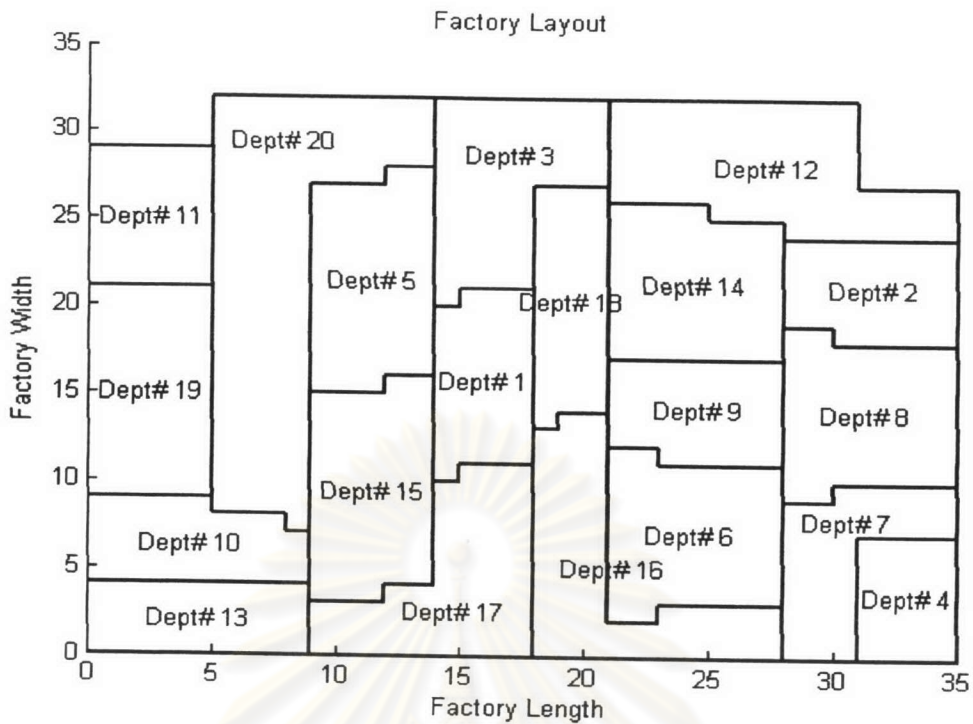 Factory Layout
35
30
25
20
15
10
5
0
Factory Width
Dept# 20
Dept# 3
Dept# 12
Dept# 11
Dept# 5
Dept# 18
Dept# 14
Dept# 2
Dept# 19
Dept# 1
Dept# 9
Dept# 8
Dept# 15
Dept# 10
Dept# 6
Dept# 7
Dept# 16
Dept# 13
Dept# 17
Dept# 4
0 5 10 15 20 25 30 35
Factory Length